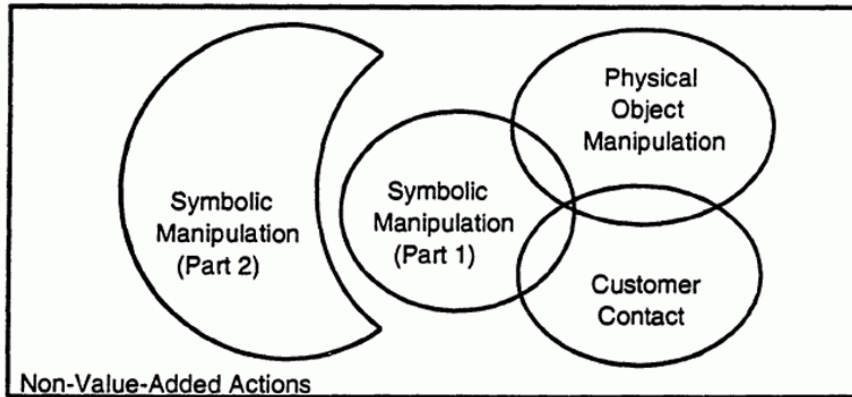 Physical
Object
Manipulation
Symbolic
Manipulation
(Part 2)
Symbolic
Manipulation
(Part 1)
Customer
Contact
Non-Value-Added Actions